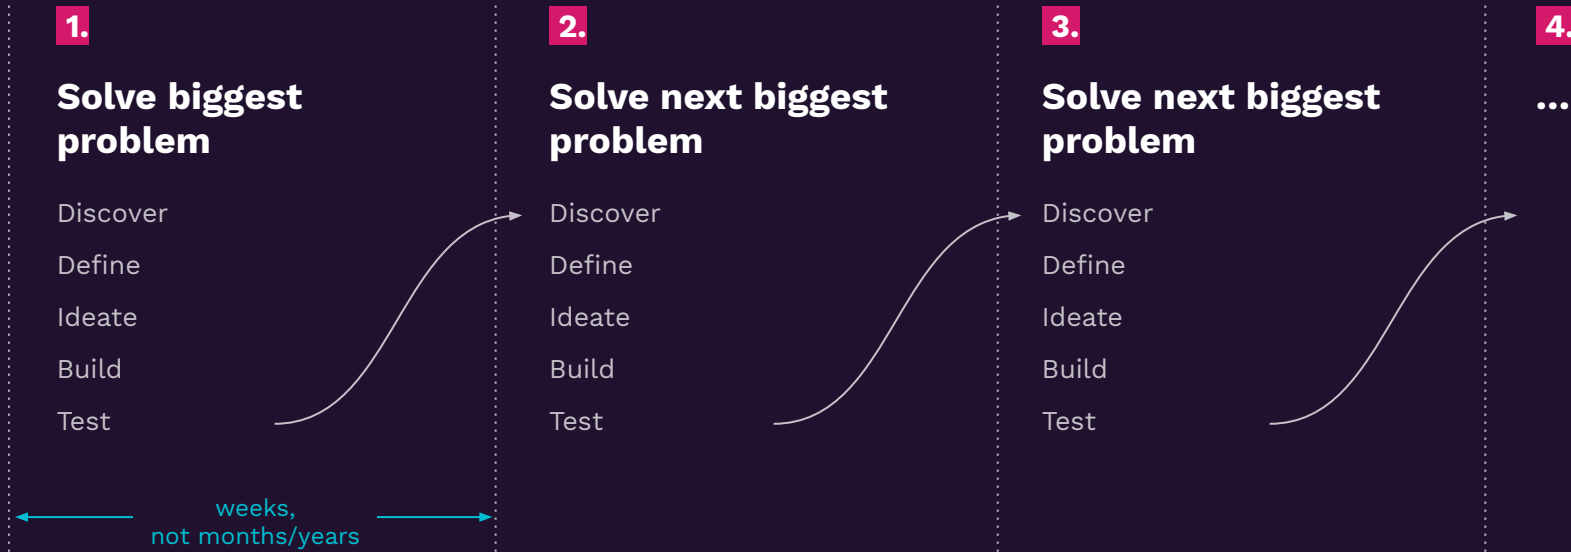 1.
Solve biggest
problem
Discover
Define
Ideate
Build
Test
weeks,
not months/years
2.
Solve next biggest
problem
Discover
Define
Ideate
Build
Test
3.
Solve next biggest
problem
Discover
Define
Ideate
Build
Test
4.
...